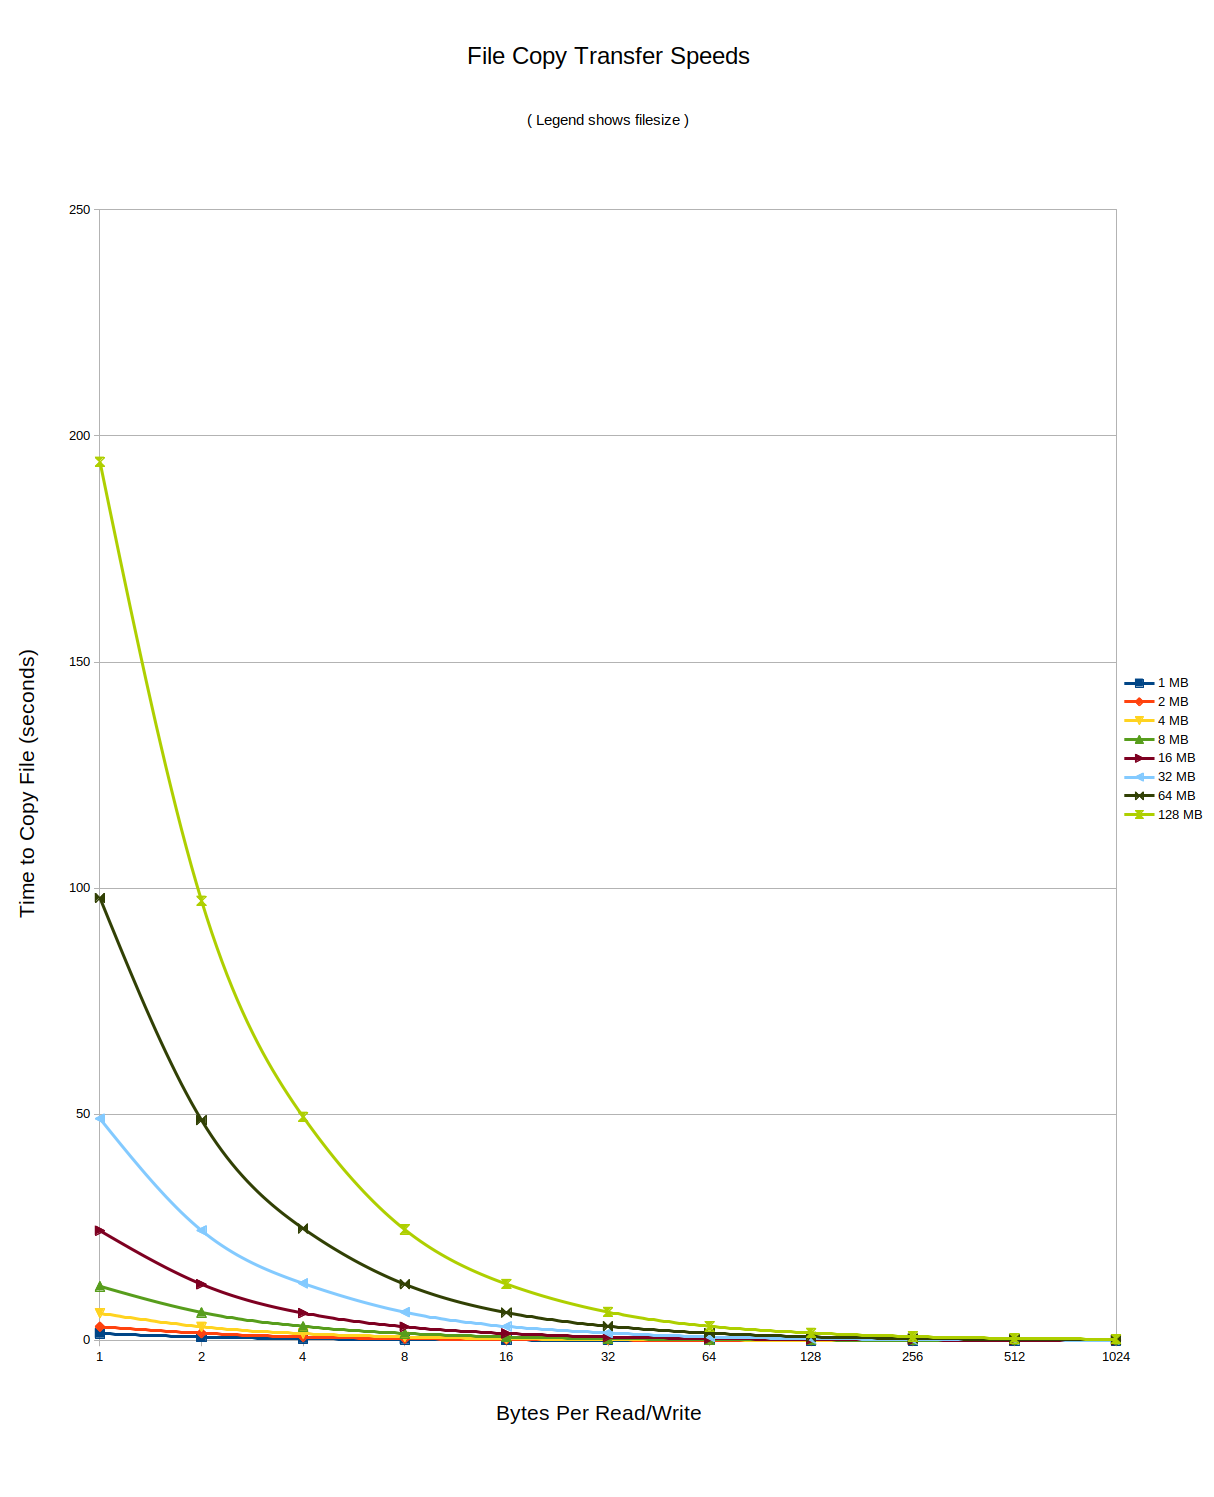 File Copy Transfer Speeds
( Legend shows filesize )
250
200
150
100
50
0
Time to Copy File (seconds)
1 MB
2 MB
4 MB
8 MB
16 MB
32 MB
64 MB
128 MB
1 2 4 8 16 32 64 128 256 512 1024
Bytes Per Read/Write